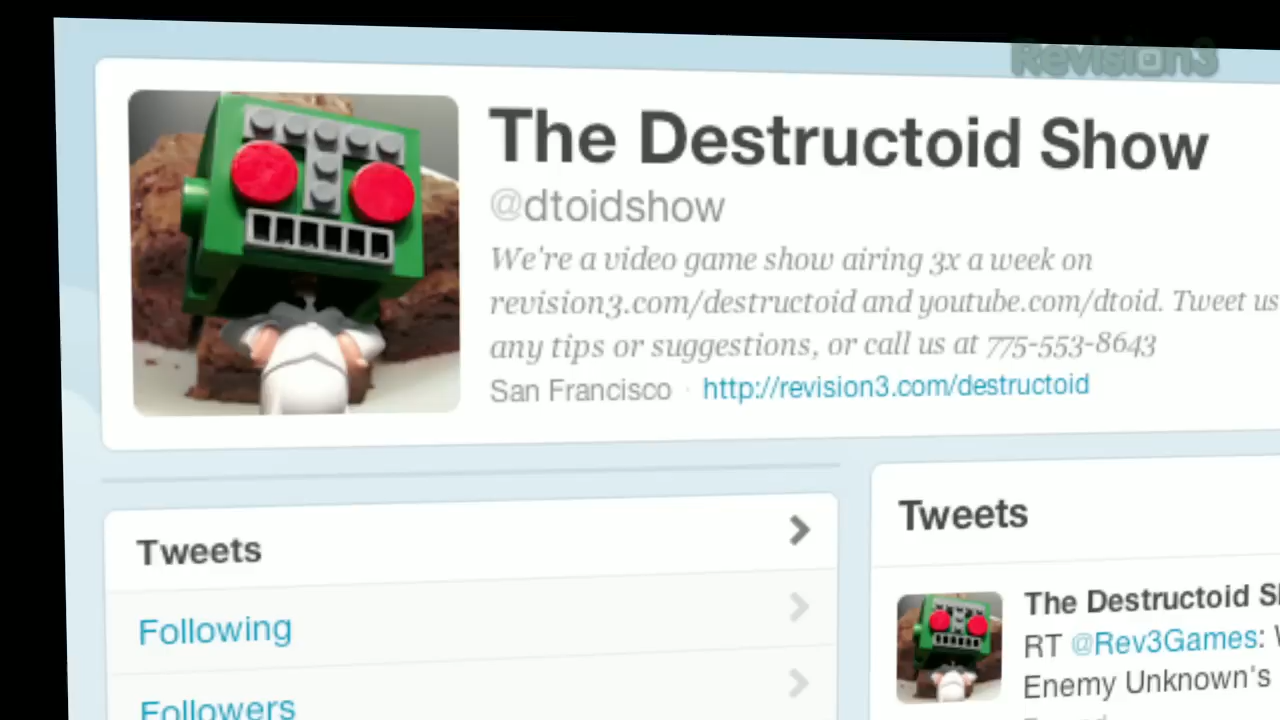 Revision3
The Destructoid Show
@dtoidshow
We're a video game show airing 3x a week on
revision3.com/destructoid and youtube.com/dtoid. Tweet us
any tips or suggestions, or call us at 775-553-8643
San Francisco · http://revision3.com/destructoid
Tweets
Following
Followers
Tweets
The Destructoid
RT @Rev3Games:
Enemy Unknown's